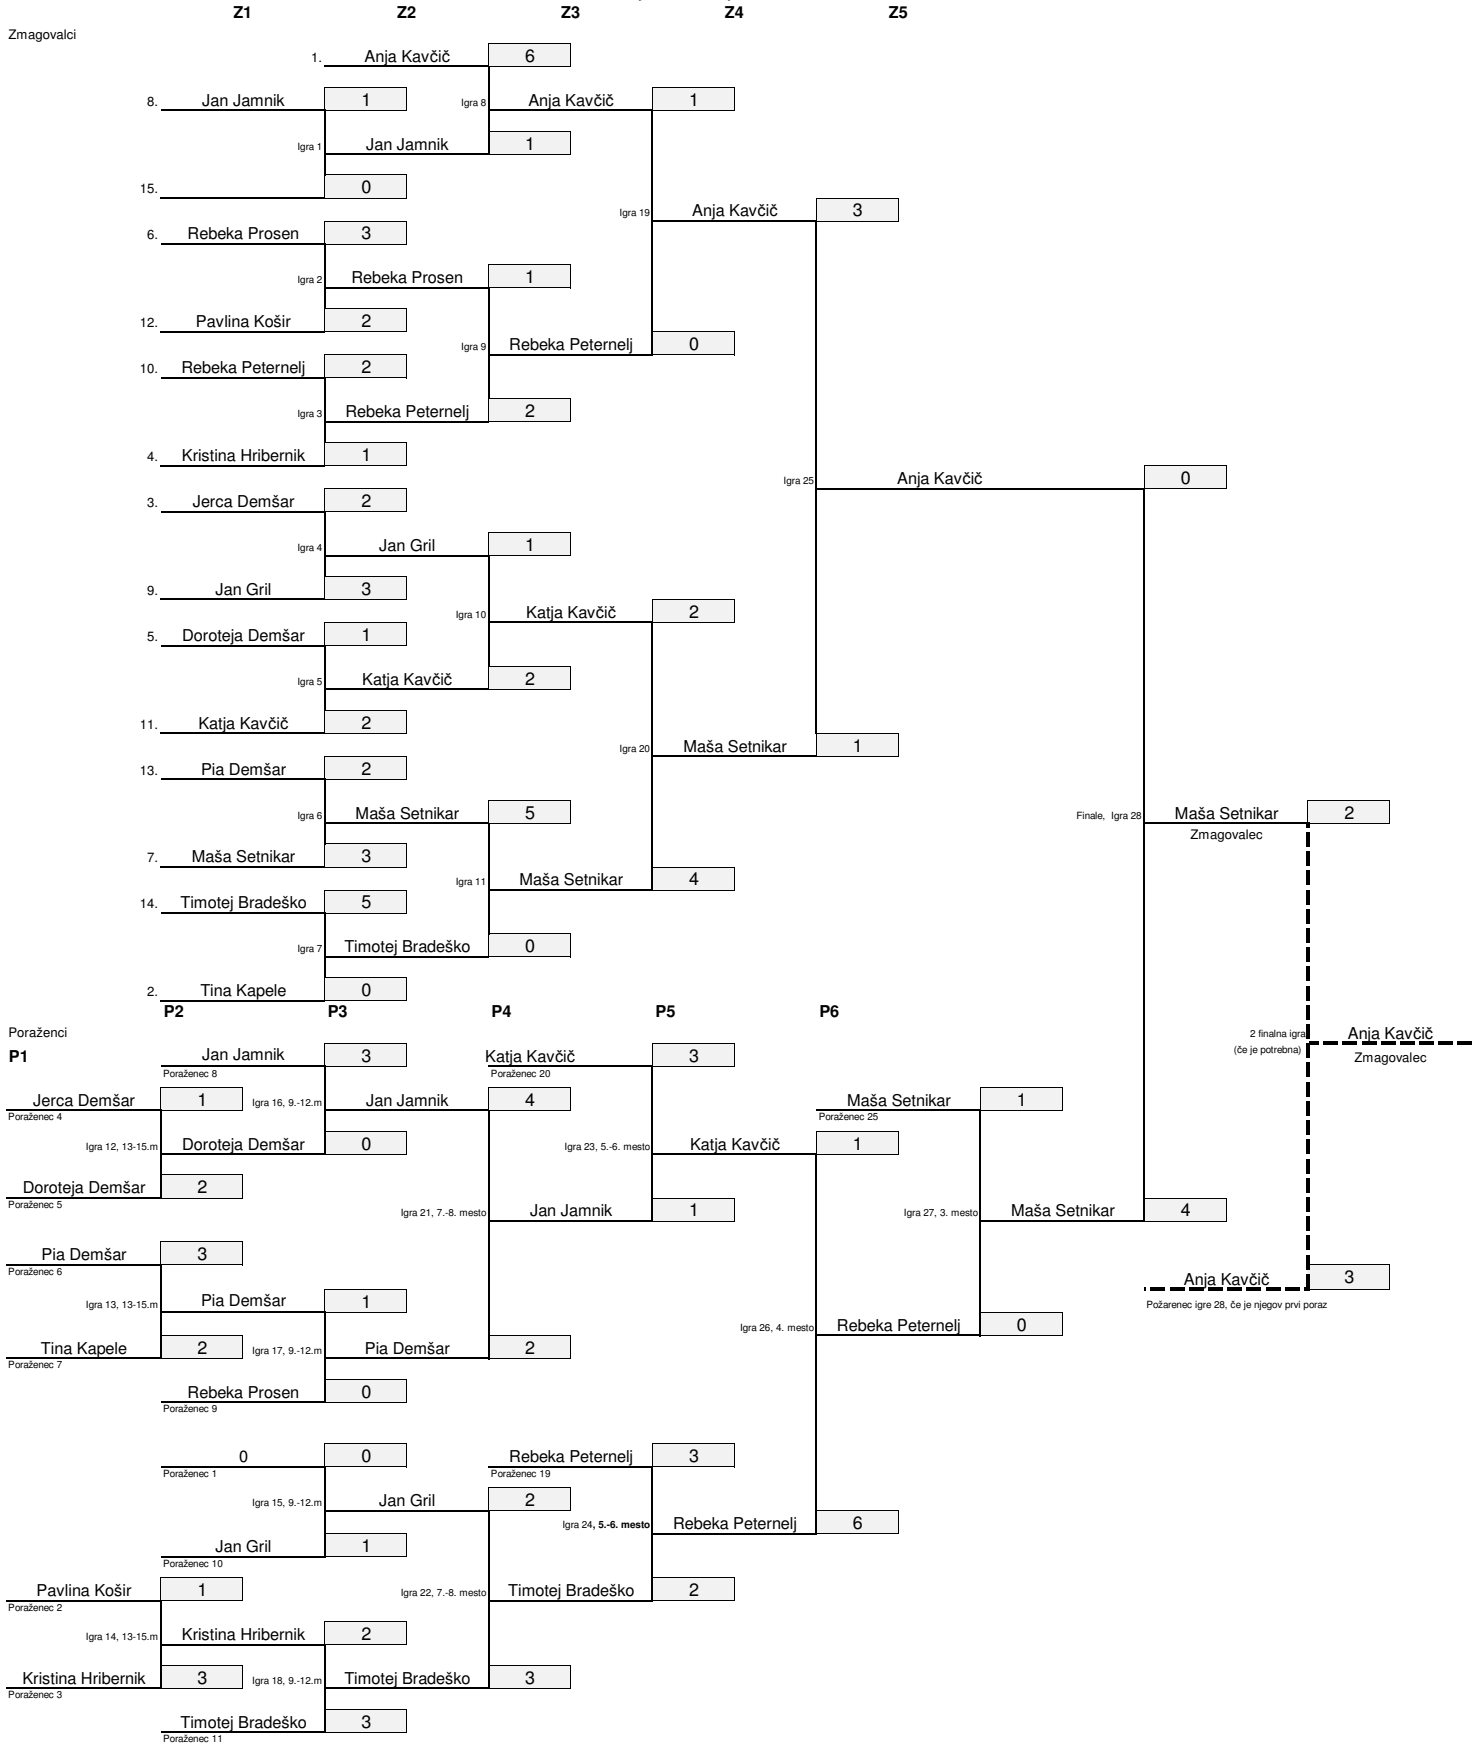 Z1 Z2 Z3 Z4 Z5
Zmagovalci
1. Anja Kavčič 6
8. Jan Jamnik 1 Igra 8 Anja Kavčič 1
Igra 1 Jan Jamnik 1
15. 0
Igra 19 Anja Kavčič 3
6. Rebeka Prosen 3
Igra 2 Rebeka Prosen 1
12. Pavlina Košir 2
Igra 9 Rebeka Peternelj 0
10. Rebeka Peternelj 2
Igra 3 Rebeka Peternelj 2
4. Kristina Hribernik 1
Igra 25 Anja Kavčič 0
3. Jerca Demšar 2
Igra 4 Jan Gril 1
9. Jan Gril 3
Igra 10 Katja Kavčič 2
5. Doroteja Demšar 1
Igra 5 Katja Kavčič 2
11. Katja Kavčič 2
Igra 20 Maša Setnikar 1
13. Pia Demšar 2
Igra 6 Maša Setnikar 5
Finale, Igra 28 Maša Setnikar 2
Zmagovalec
7. Maša Setnikar 3
Igra 11 Maša Setnikar 4
14. Timotej Bradeško 5
Igra 7 Timotej Bradeško 0
2. Tina Kapele 0
P2 P3 P4 P5 P6
Poraženci
2 finalna igra Anja Kavčič
(če je potrebna) Zmagovalec
P1 Jan Jamnik 3 Katja Kavčič 3
Poraženec 8 Poraženec 20
Jerca Demšar 1 Igra 16, 9.-12.m Jan Jamnik 4 Maša Setnikar 1
Poraženec 4 Poraženec 25
Igra 12, 13-15.m Doroteja Demšar 0 Igra 23, 5.-6. mesto Katja Kavčič 1
Doroteja Demšar 2
Poraženec 5
Igra 21, 7.-8. mesto Jan Jamnik 1 Igra 27, 3. mesto Maša Setnikar 4
Pia Demšar 3
Poraženec 6
Anja Kavčič 3
Požarenec igre 28, če je njegov prvi poraz
Igra 13, 13-15.m Pia Demšar 1
Igra 26, 4. mesto Rebeka Peternelj 0
Tina Kapele 2 Igra 17, 9.-12.m Pia Demšar 2
Poraženec 7
Rebeka Prosen 0
Poraženec 9
0 0 Rebeka Peternelj 3
Poraženec 1 Poraženec 19
Igra 15, 9.-12.m Jan Gril 2
Igra 24, 5.-6. mesto Rebeka Peternelj 6
Jan Gril 1
Poraženec 10
Pavlina Košir 1 Igra 22, 7.-8. mesto Timotej Bradeško 2
Poraženec 2
Igra 14, 13-15.m Kristina Hribernik 2
Kristina Hribernik 3 Igra 18, 9.-12.m Timotej Bradeško 3
Poraženec 3
Timotej Bradeško 3
Poraženec 11